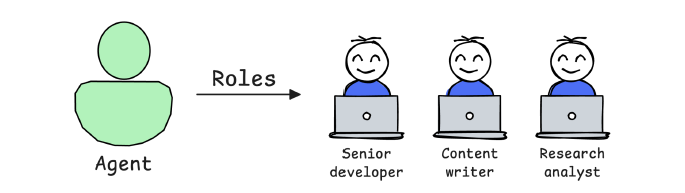 Roles
Agent
Senior
developer
Content
writer
Research
analyst